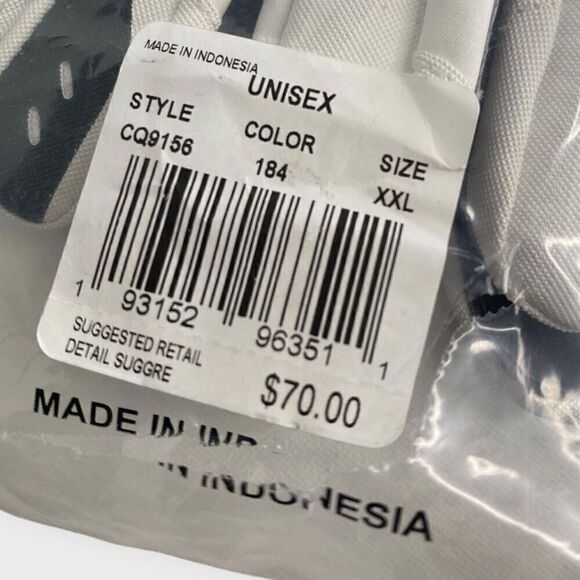 MADE IN INDONESIA
UNISEX
STYLE COLOR SIZE
CQ9156 184 XXL
1 93152 96351 1
SUGGESTED RETAIL
DETAIL SUGGRE
$70.00
MADE IN
IN INDONESIA